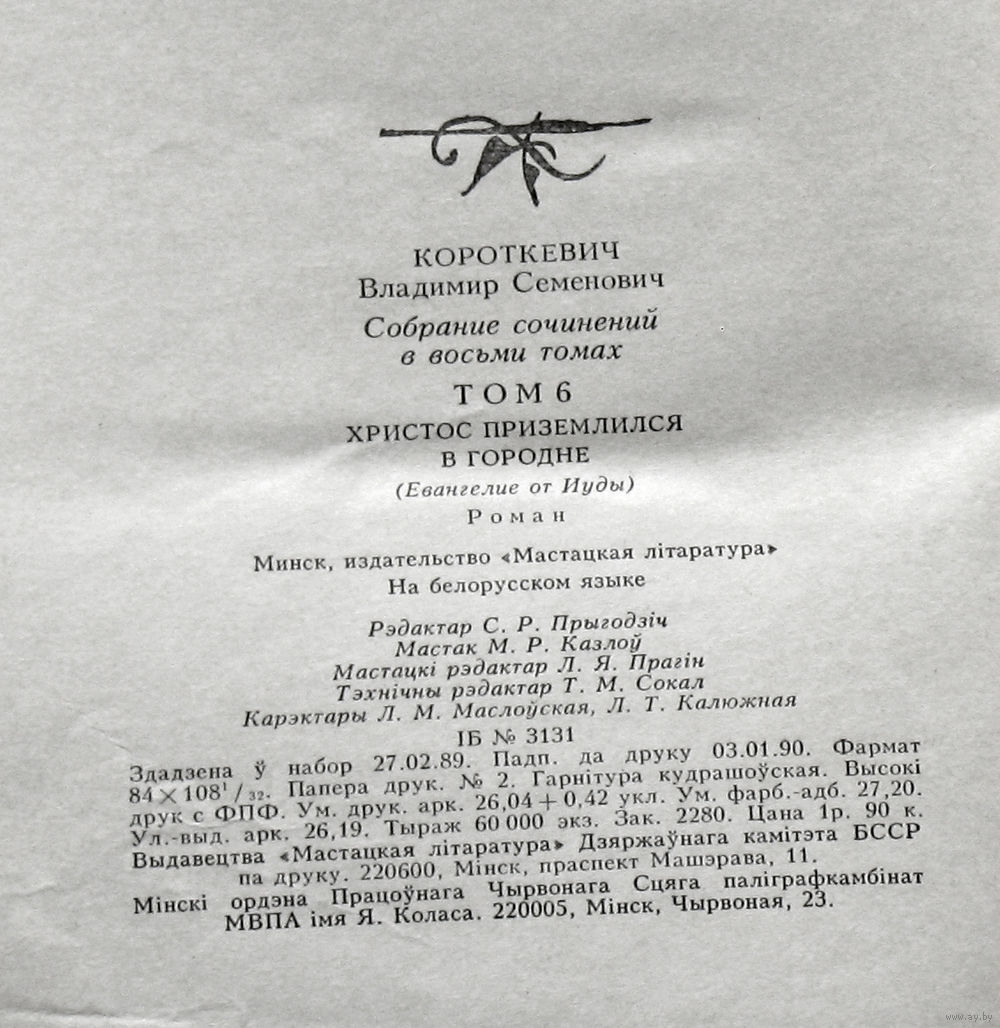 КОРОТКЕВИЧ
Владимир Семенович
Собрание сочинений
в восьми томах
ТОМ 6
ХРИСТОС ПРИЗЕМЛИЛСЯ
В ГОРОДНЕ
(Евангелие от Иуды)
Роман
Минск, издательство «Мастацкая літаратура»
На белорусском языке
Рэдактар С. Р. Прыгодзіч
Мастак М. Р. Казлоў
Мастацкі рэдактар Л. Я. Прагін
Тэхнічны рэдактар Т. М. Сокал
Карэктары Л. М. Маслоўская, Л. Т. Калюжная
ІБ № 3131
Здадзена ў набор 27.02.89. Падп. да друку 03.01.90. Фармат
84×108¹/₃₂. Папера друк. № 2. Гарнітура кудрашоўская. Высокі
друк с ФПФ. Ум. друк. арк. 26,04+0,42 укл. Ум. фарб.-адб. 27,20.
Ул.-выд. арк. 26,19. Тыраж 60 000 экз. Зак. 2280. Цана 1р. 90 к.
Выдавецтва «Мастацкая літаратура» Дзяржаўнага камітэта БССР
па друку. 220600, Мінск, праспект Машэрава, 11.
Мінскі ордэна Працоўнага Чырвонага Сцяга паліграфкамбінат
МВПА імя Я. Коласа. 220005, Мінск, Чырвоная, 23.
www.ay.by